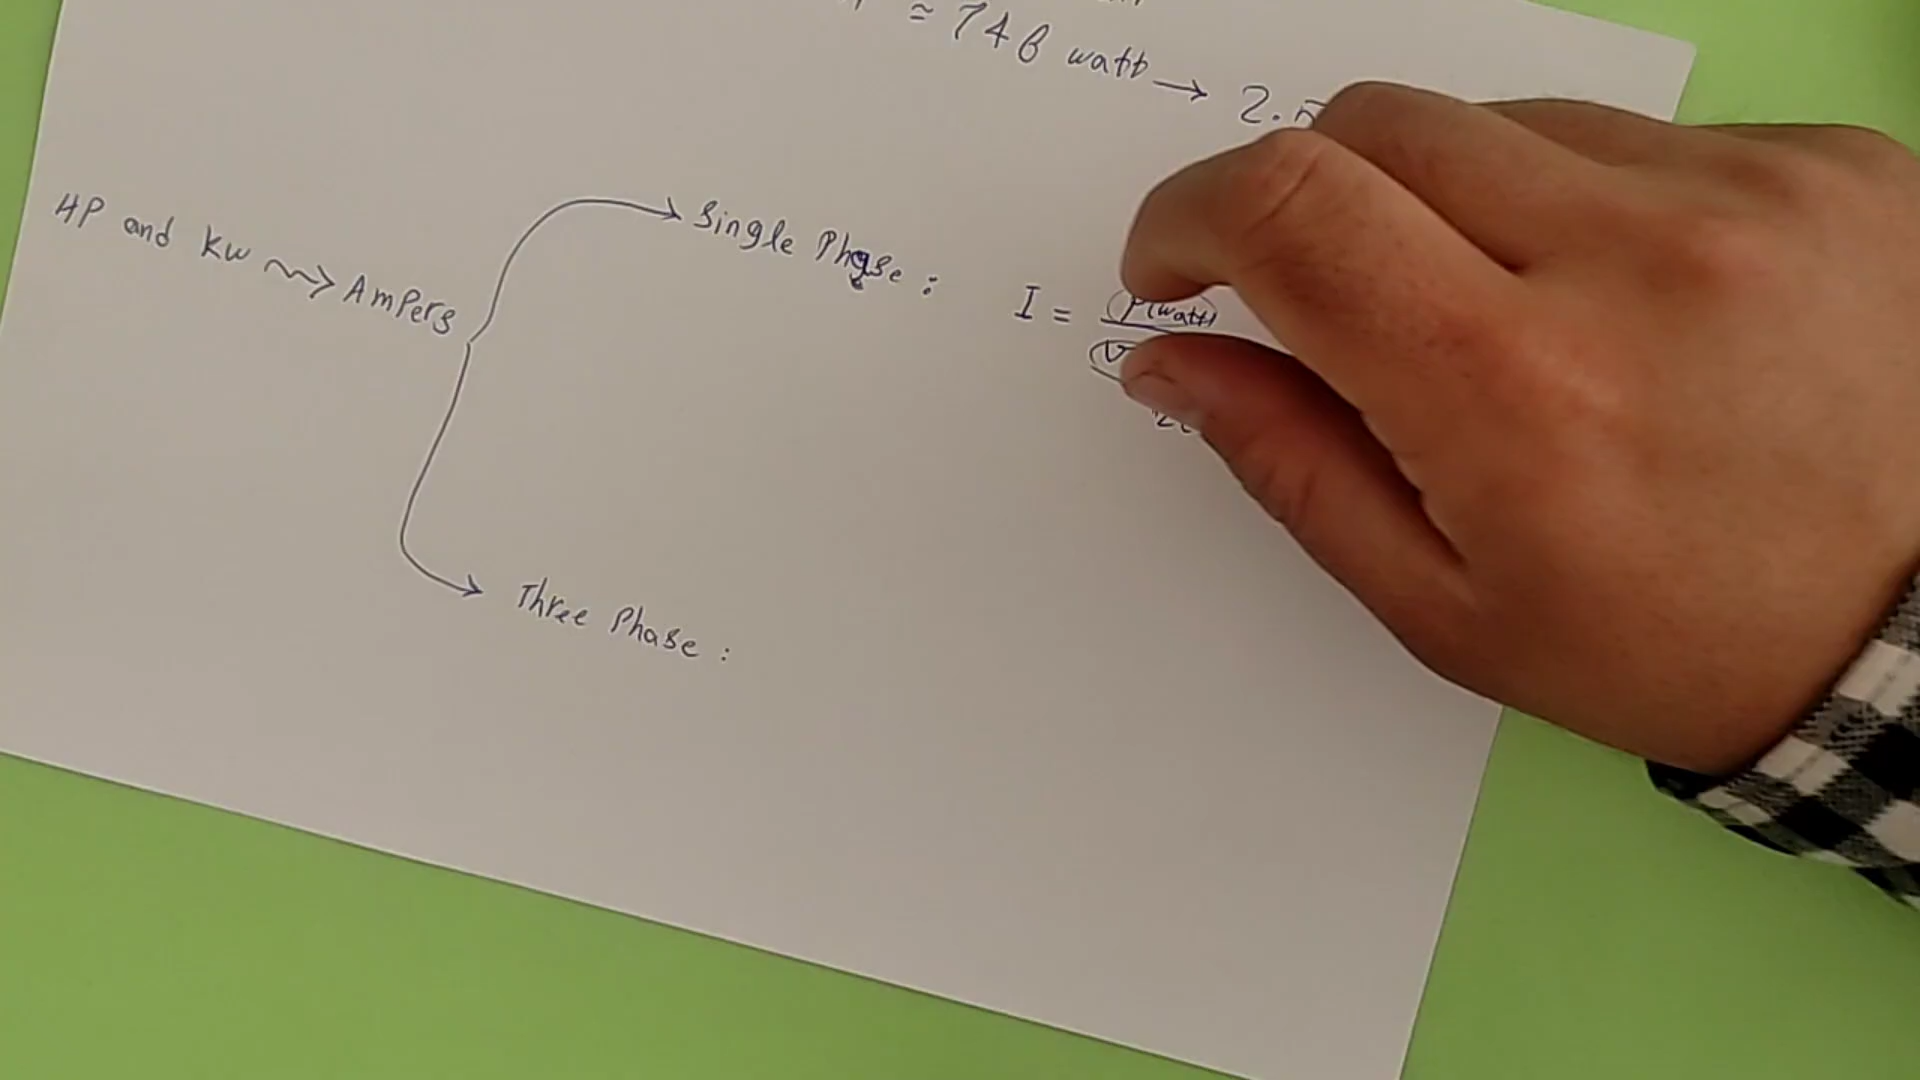 ≃ 746 watt → 2.
HP and kw ⇝ Ampers
Single Phase :
I = P(watt)
V
Three Phase :